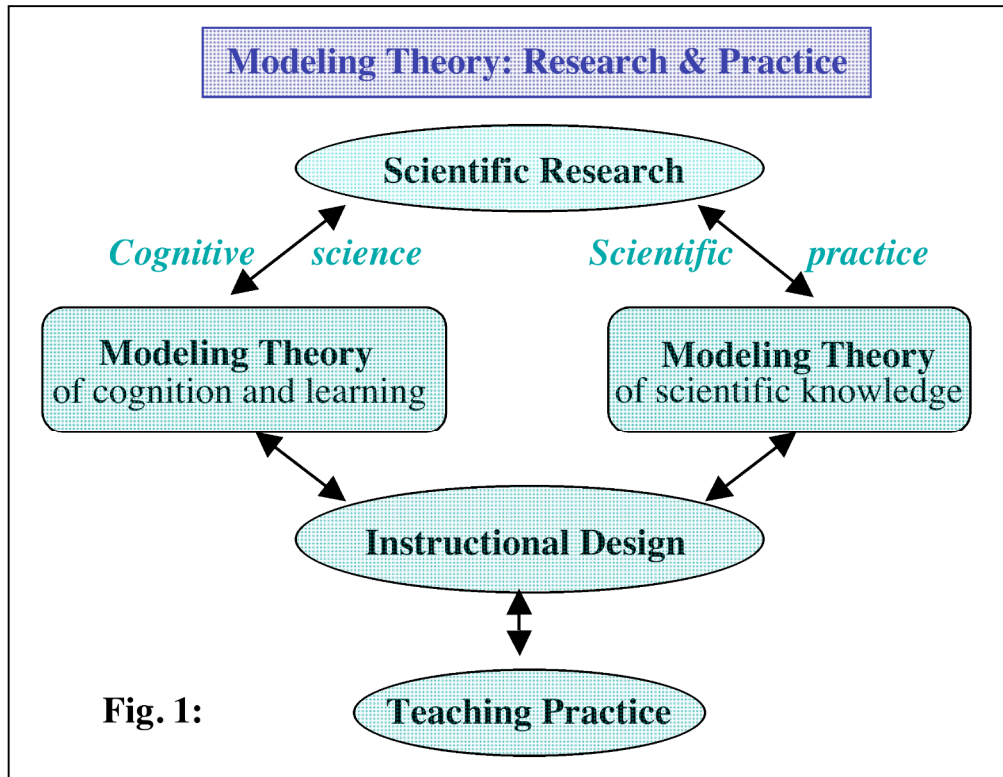 Modeling Theory: Research & Practice
Scientific Research
Cognitive science
Scientific practice
Modeling Theory
of cognition and learning
Modeling Theory
of scientific knowledge
Instructional Design
Fig. 1:
Teaching Practice